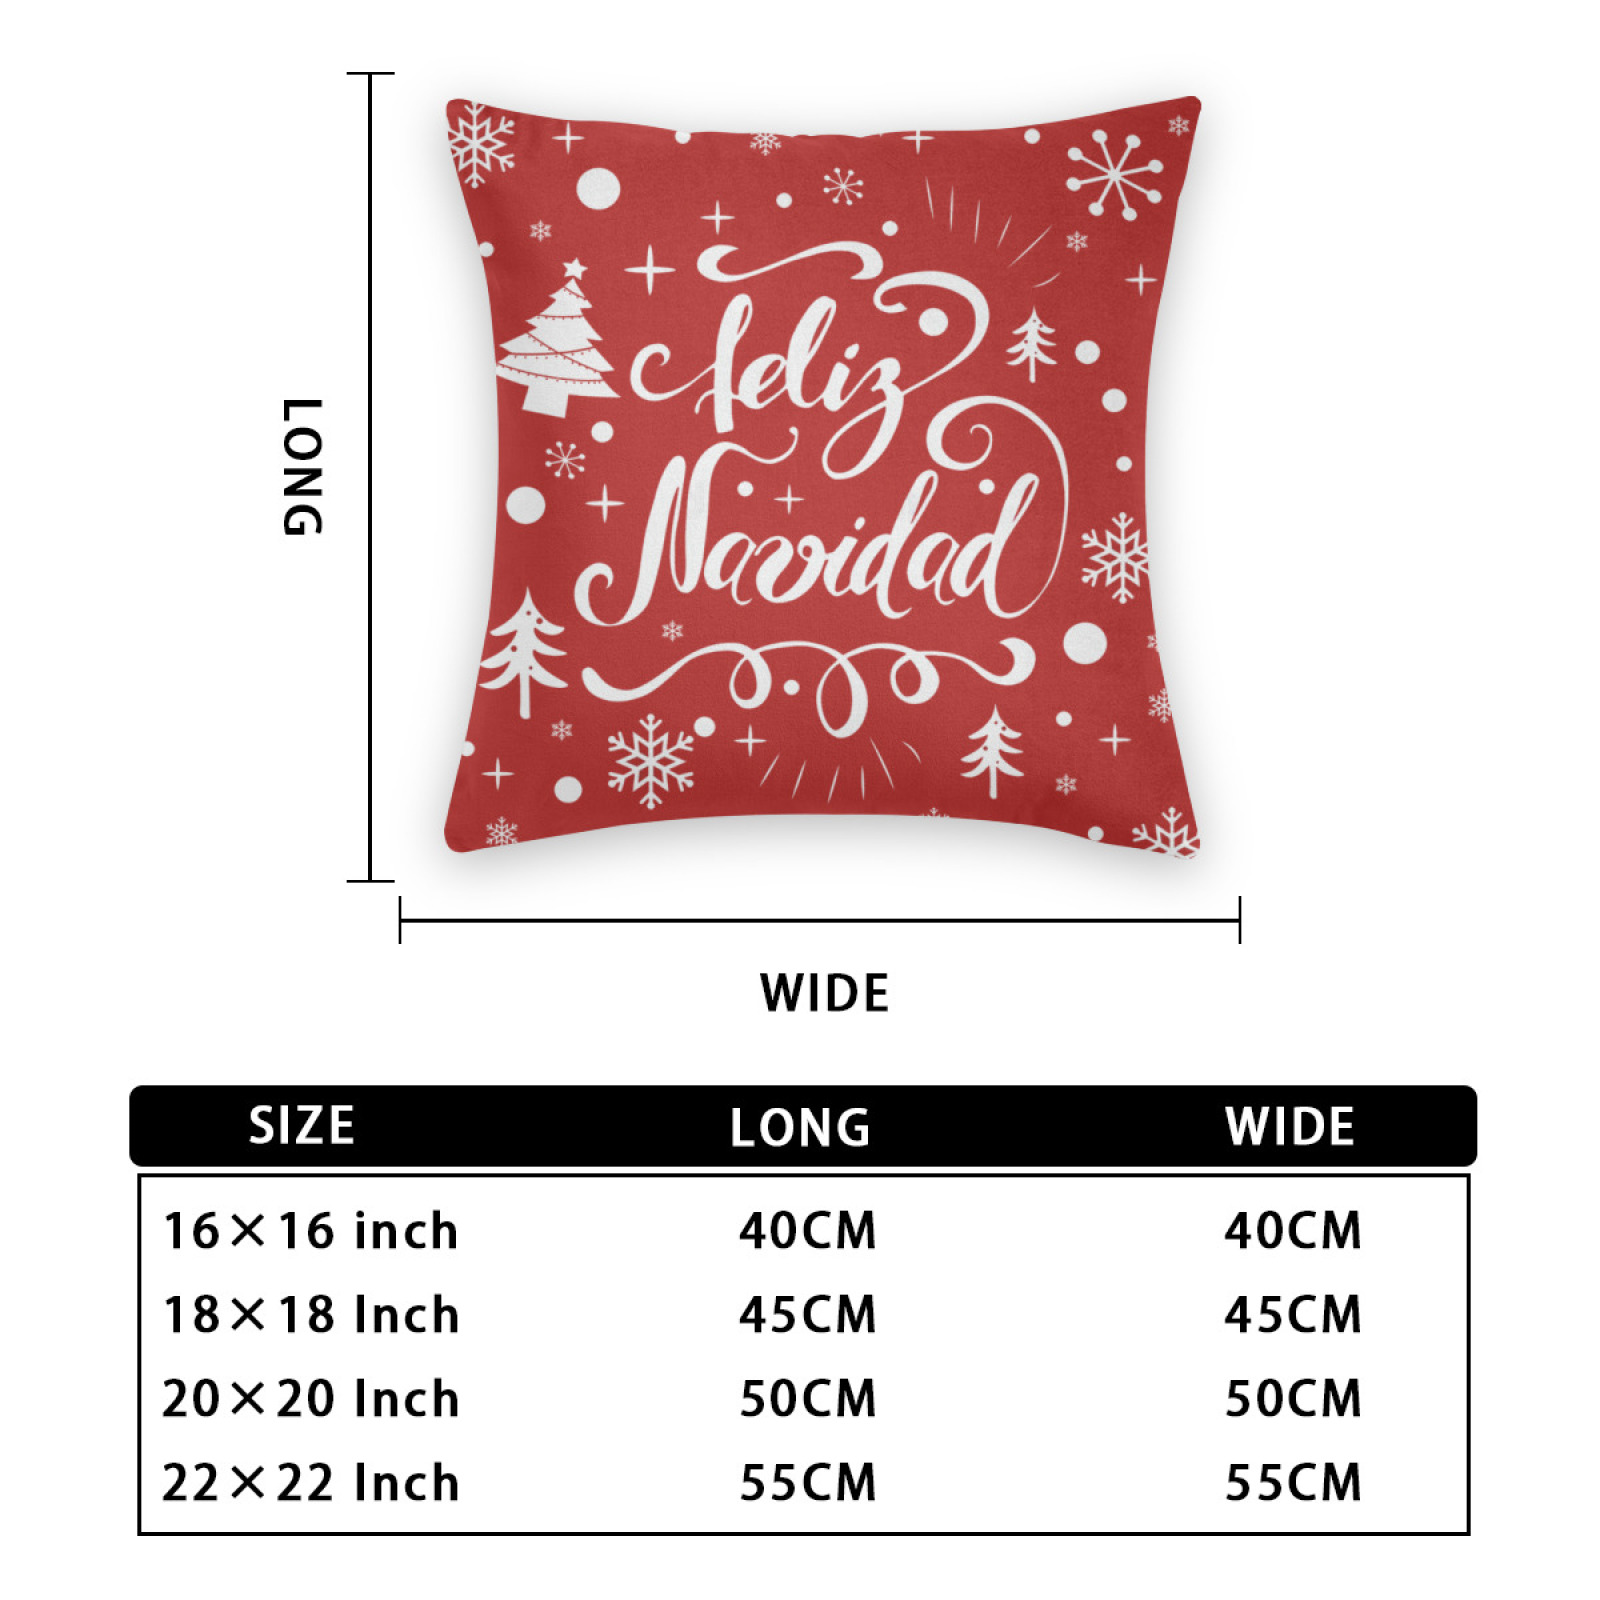 LONG
feliz
Navidad
WIDE
SIZE LONG WIDE
16×16 inch 40CM 40CM
18×18 Inch 45CM 45CM
20×20 Inch 50CM 50CM
22×22 Inch 55CM 55CM